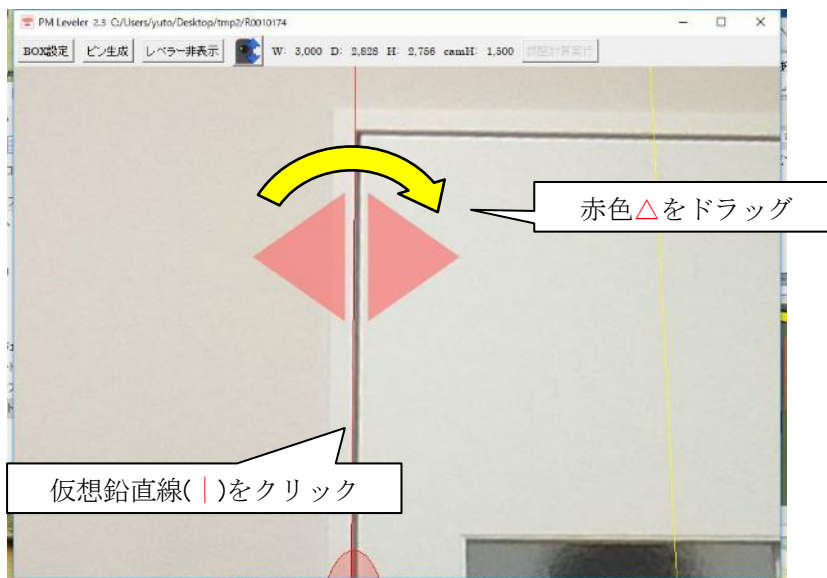 PM Leveler 2.3 C:/Users/yuto/Desktop/tmp2/R0010174
BOX設定 ピン生成 レベラー非表示 W: 3,000 D: 2,828 H: 2,756 camH: 1,500
赤色△をドラッグ
仮想鉛直線(｜)をクリック